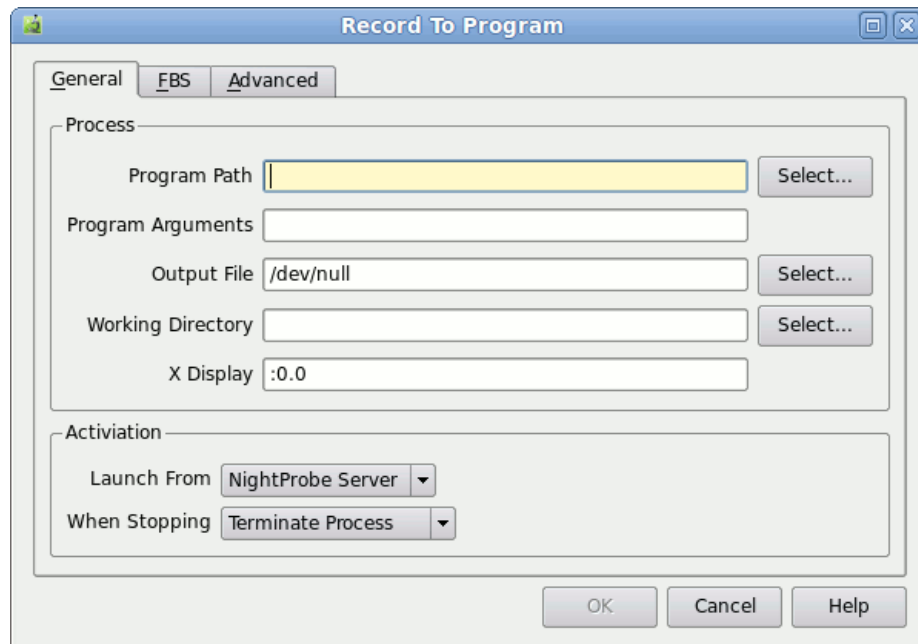 Record To Program
General FBS Advanced
Process
Program Path Select...
Program Arguments
Output File /dev/null Select...
Working Directory Select...
X Display :0.0
Activiation
Launch From NightProbe Server
When Stopping Terminate Process
OK Cancel Help